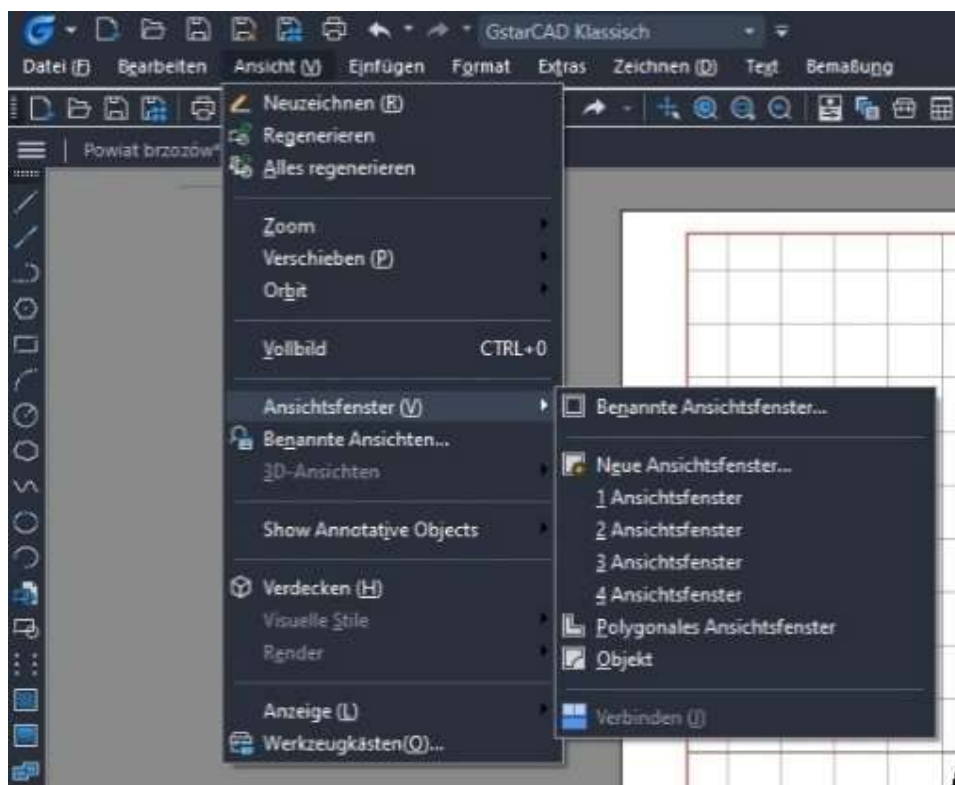 GstarCAD Klassisch
Datei (F) Bearbeiten Ansicht (V) Einfügen Format Extras Zeichnen (D) Text Bemaßung
Powiat brzozów*
Neuzeichnen (R)
Regenerieren
Alles regenerieren
Zoom
Verschieben (P)
Orbit
Vollbild CTRL+0
Ansichtsfenster (V)
Benannte Ansichten...
3D-Ansichten
Show Annotative Objects
Verdecken (H)
Visuelle Stile
Render
Anzeige (L)
Werkzeugkästen(O)...
Benannte Ansichtsfenster...
Neue Ansichtsfenster...
1 Ansichtsfenster
2 Ansichtsfenster
3 Ansichtsfenster
4 Ansichtsfenster
Polygonales Ansichtsfenster
Objekt
Verbinden (J)